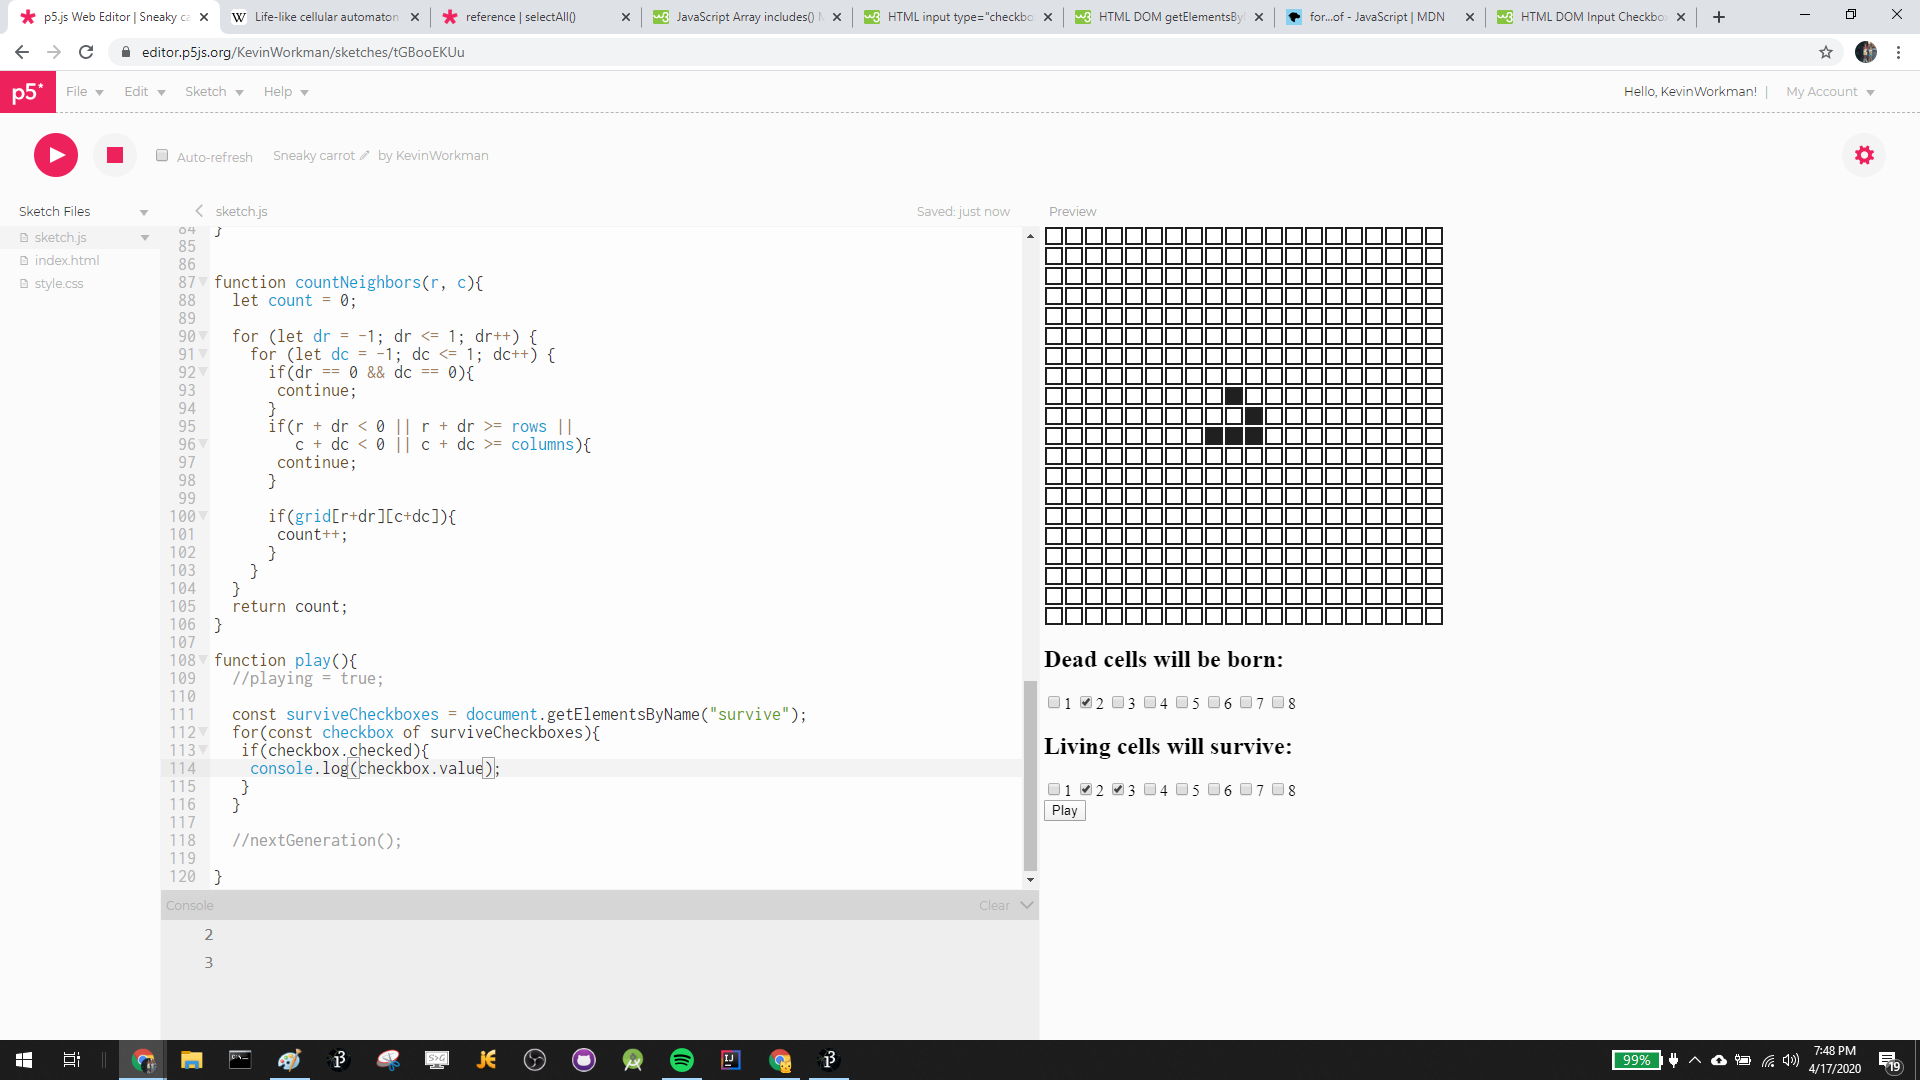 p5.js Web Editor | Sneaky ca
Life-like cellular automaton
reference | selectAll()
JavaScript Array includes() M
HTML input type="checkbo
HTML DOM getElementsByN
for...of - JavaScript | MDN
HTML DOM Input Checkbo
editor.p5js.org/KevinWorkman/sketches/tGBooEKUu
p5*
File
Edit
Sketch
Help
Hello, KevinWorkman! |
My Account
Auto-refresh
Sneaky carrot
by KevinWorkman
Sketch Files
sketch.js
Saved: just now
Preview
sketch.js
index.html
style.css
84 }
85
86
87 function countNeighbors(r, c){
88 let count = 0;
89
90 for (let dr = -1; dr <= 1; dr++) {
91 for (let dc = -1; dc <= 1; dc++) {
92 if(dr == 0 && dc == 0){
93 continue;
94 }
95 if(r + dr < 0 || r + dr >= rows ||
96 c + dc < 0 || c + dc >= columns){
97 continue;
98 }
99
100 if(grid[r+dr][c+dc]){
101 count++;
102 }
103 }
104 }
105 return count;
106 }
107
108 function play(){
109 //playing = true;
110
111 const surviveCheckboxes = document.getElementsByName("survive");
112 for(const checkbox of surviveCheckboxes){
113 if(checkbox.checked){
114 console.log(checkbox.value);
115 }
116 }
117
118 //nextGeneration();
119
120 }
Dead cells will be born:
1 2 3 4 5 6 7 8
Living cells will survive:
1 2 3 4 5 6 7 8
Play
Console
Clear
2
3
99%
7:48 PM
4/17/2020
19